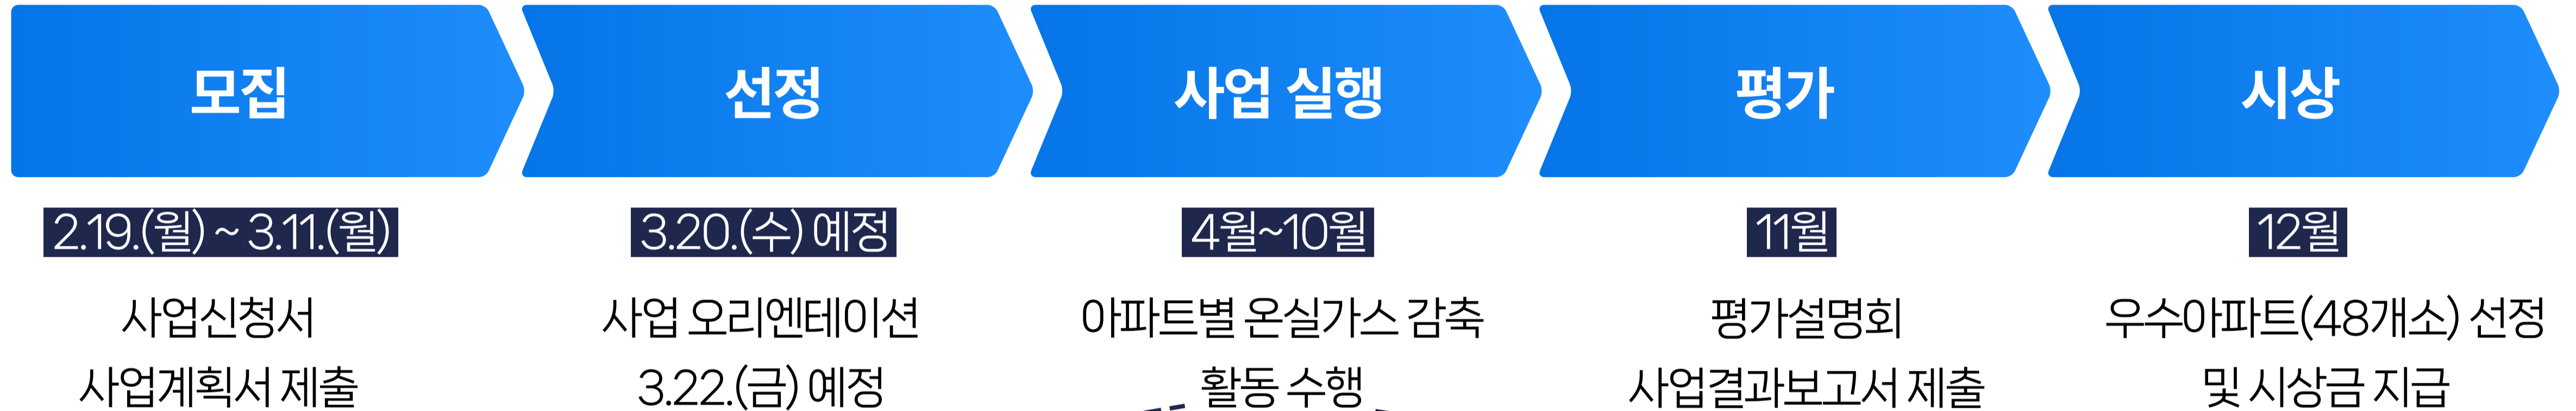 모집
선정
사업 실행
평가
시상
2.19.(월) ~ 3.11.(월)
3.20.(수) 예정
4월~10월
11월
12월
사업신청서
사업계획서 제출
사업 오리엔테이션
3.22.(금) 예정
아파트별 온실가스 감축
활동 수행
평가설명회
사업결과보고서 제출
우수아파트(48개소) 선정
및 시상금 지급